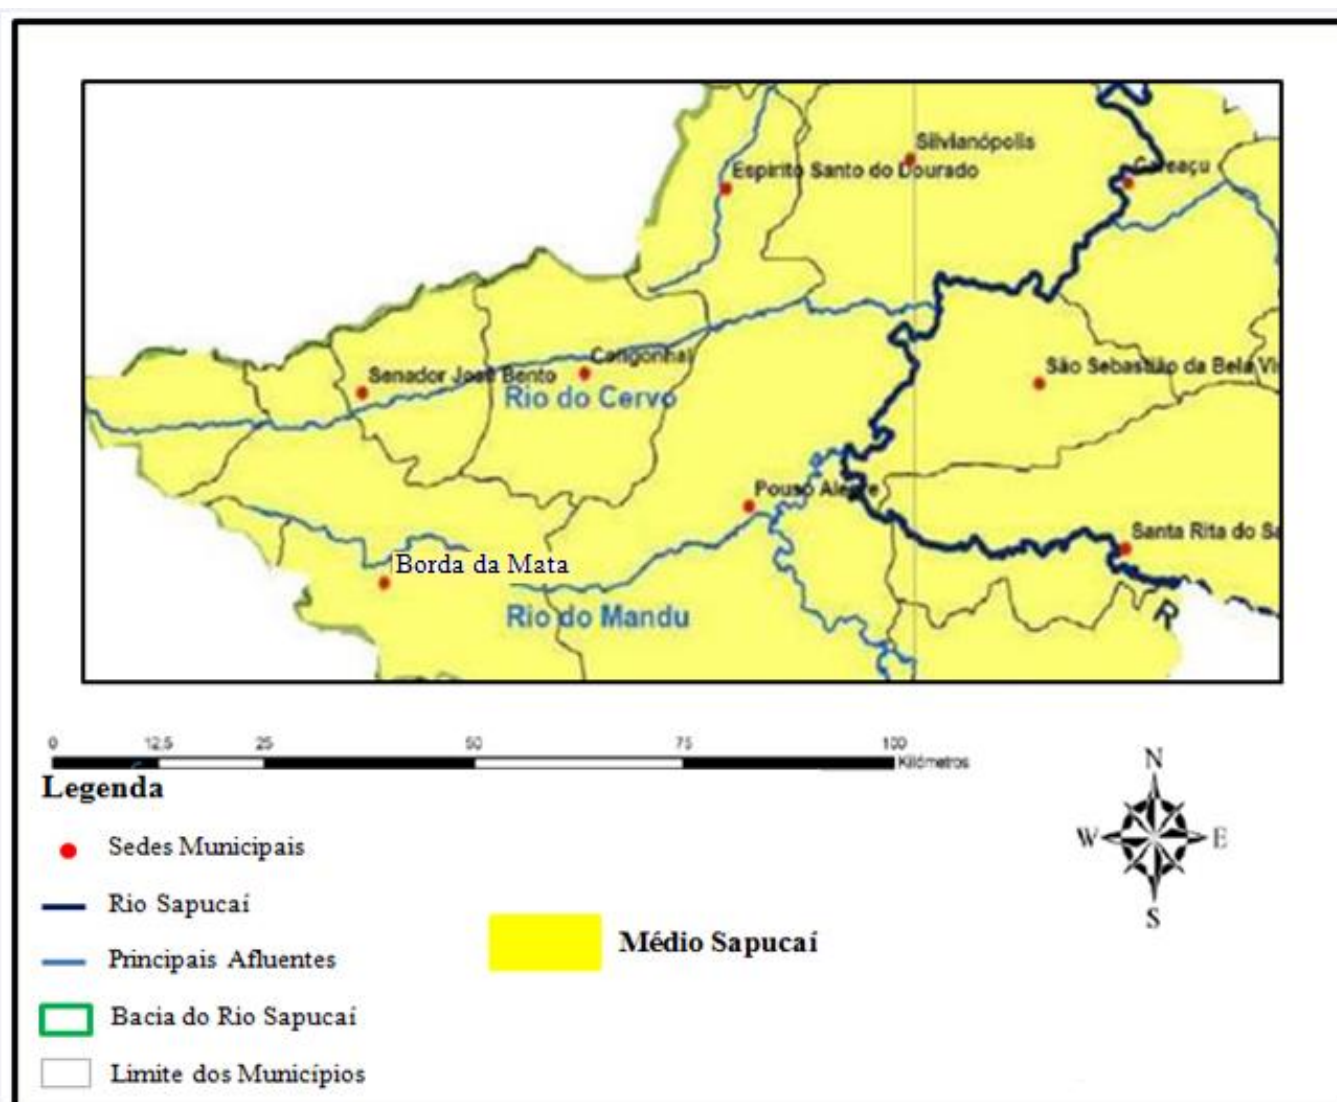 Silvianópolis
Espírito Santo do Dourado
Careaçu
Senador José Bento
Congonhal
São Sebastião da Bela Vi
Rio do Cervo
Pouso Alegre
Santa Rita do Sa
Borda da Mata
Rio do Mandu
R
0 12.5 25 50 75 100
Kilómetros
Legenda
Sedes Municipais
Rio Sapucaí
Principais Afluentes
Bacia do Rio Sapucaí
Limite dos Municípios
Médio Sapucaí
N
W E
S